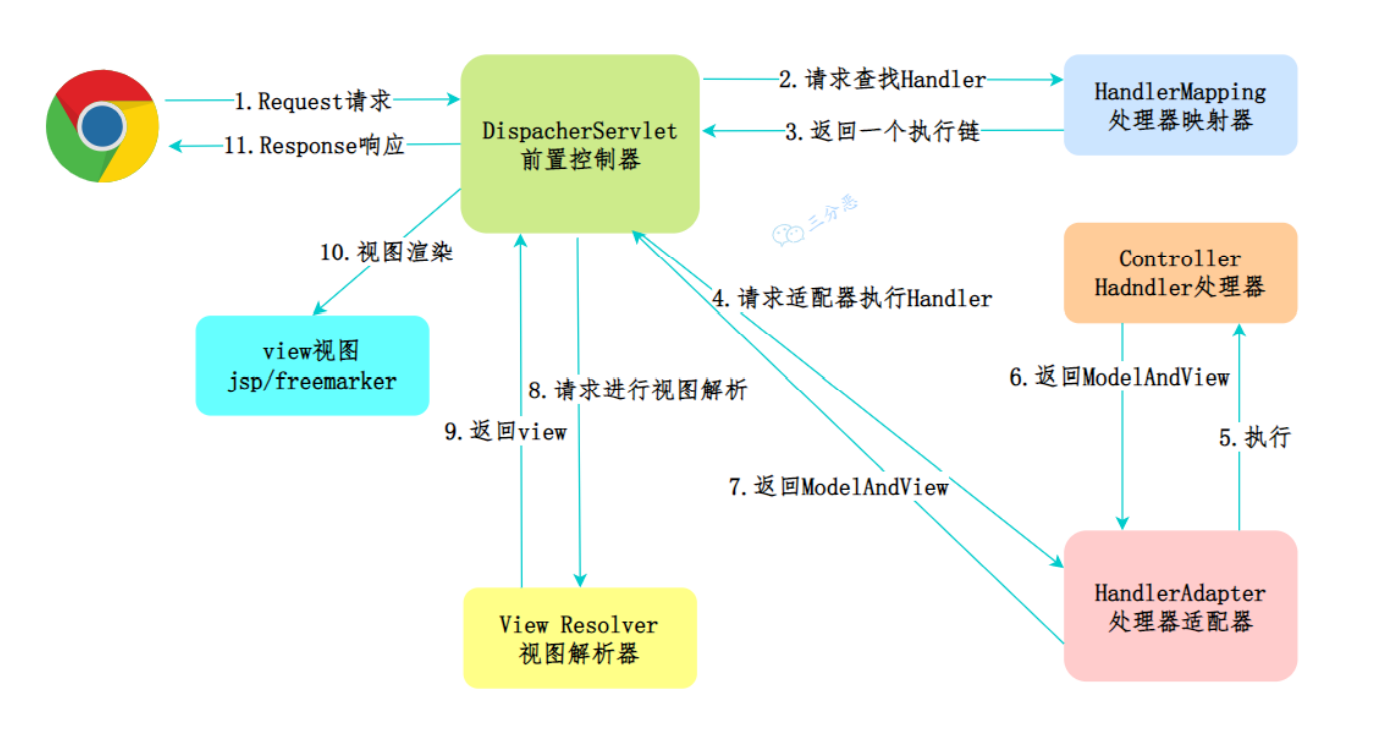 1.Request请求
11.Response响应
DispacherServlet
前置控制器
2.请求查找Handler
3.返回一个执行链
HandlerMapping
处理器映射器
三分恶
10.视图渲染
view视图
jsp/freemarker
4.请求适配器执行Handler
Controller
Hadndler处理器
6.返回ModelAndView
5.执行
8.请求进行视图解析
9.返回view
7.返回ModelAndView
View Resolver
视图解析器
HandlerAdapter
处理器适配器